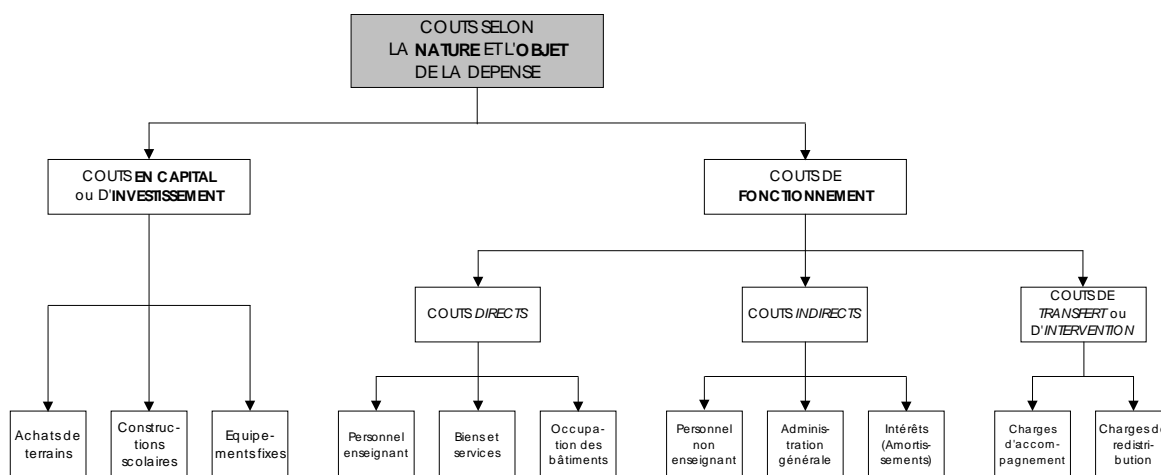 COUTS SELON
LA NATURE ET L'OBJET
DE LA DEPENSE
COUTS EN CAPITAL
ou D'INVESTISSEMENT
COUTS DE
FONCTIONNEMENT
COUTS DIRECTS
COUTS INDIRECTS
COUTS DE
TRANSFERT ou
D'INTERVENTION
Achats de
terrains
Construc-
tions
scolaires
Equipe-
ments fixes
Personnel
enseignant
Biens et
services
Occupa-
tion des
bâtiments
Personnel
non
enseignant
Adminis-
tration
générale
Intérêts
(Amortis-
sements)
Charges
d'accom-
pagnement
Charges de
redistri-
bution